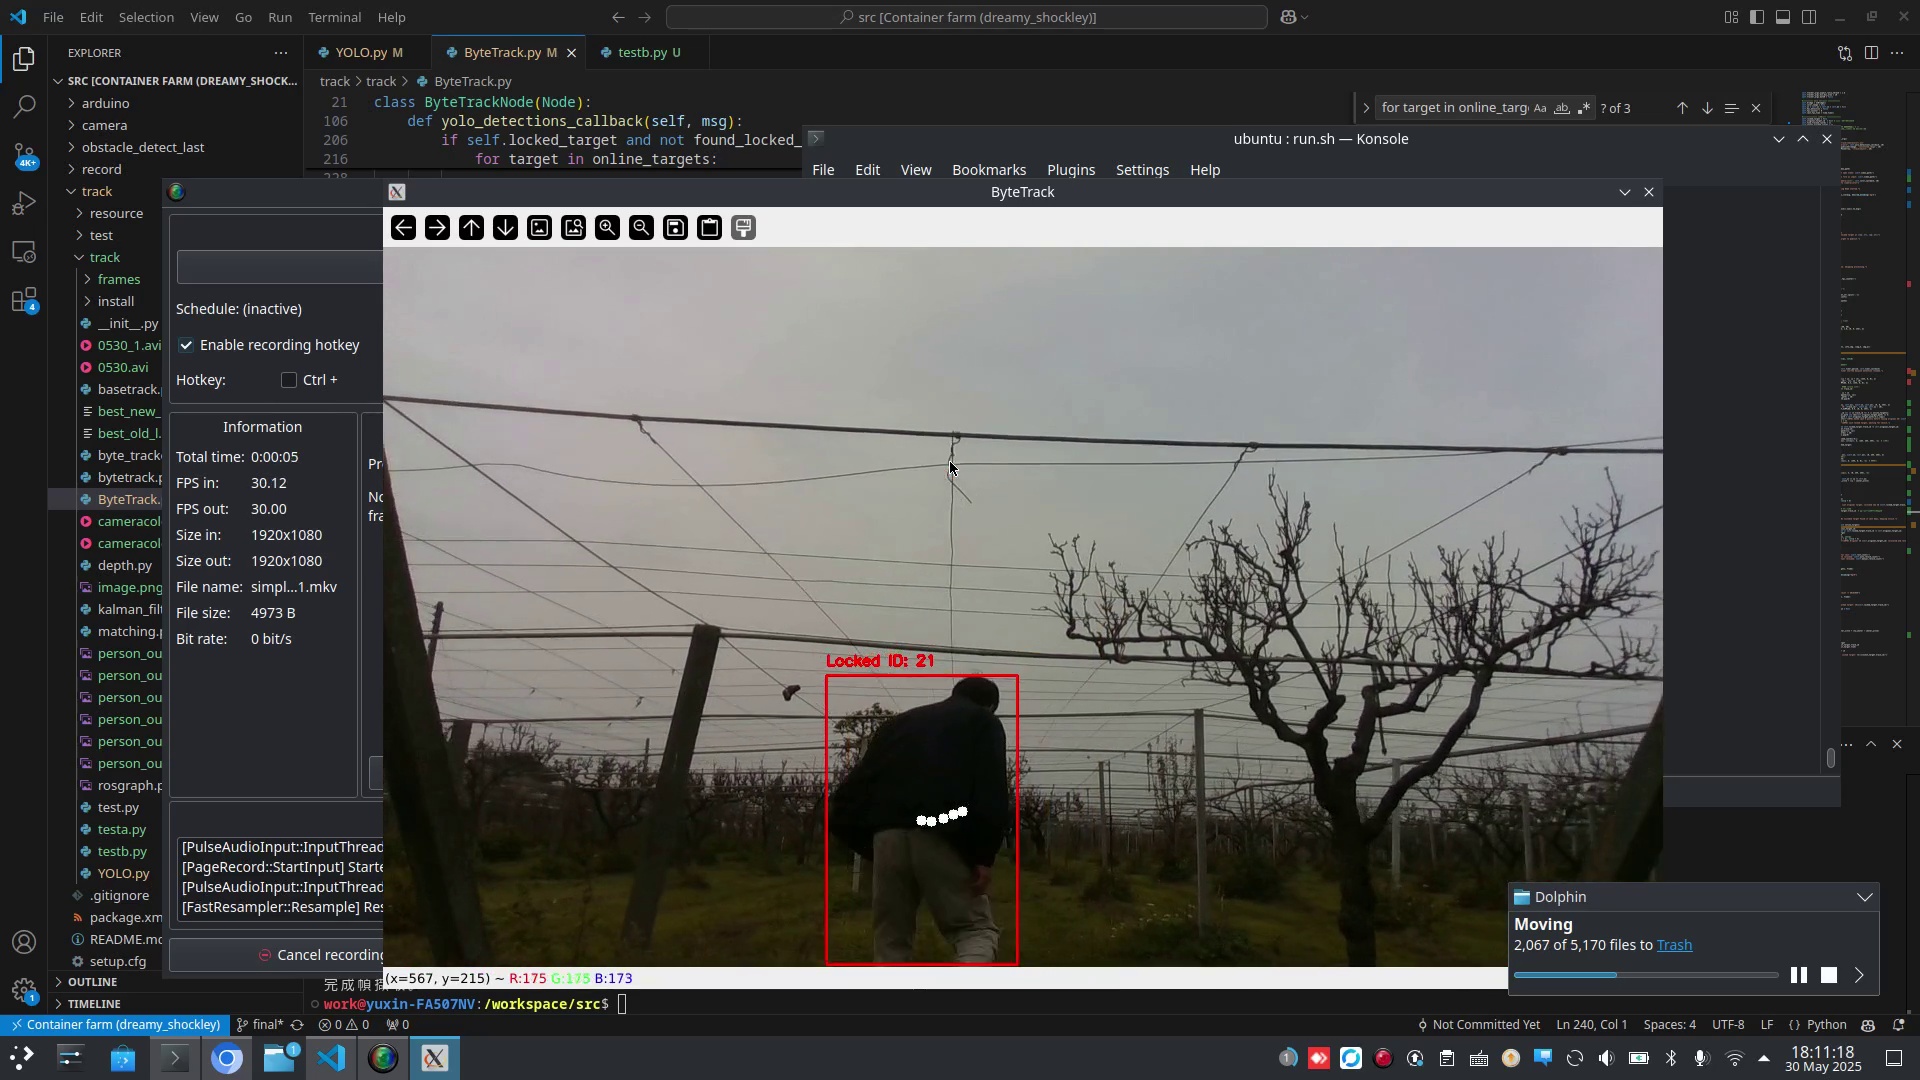 File Edit Selection View Go Run Terminal Help
src [Container farm (dreamy_shockley)]
EXPLORER
YOLO.py M
ByteTrack.py M
testb.py U
SRC [CONTAINER FARM (DREAMY_SHOCK...
track > track > ByteTrack.py
arduino
camera
obstacle_detect_last
record
track
resource
test
track
frames
install
__init__.py
0530_1.avi
0530.avi
basetrack.
best_new_
best_old_l.
byte_track
bytetrack.p
ByteTrack.
cameracol
cameracol
depth.py
image.png
kalman_filt
matching.p
person_ou
person_ou
person_ou
person_ou
person_ou
person_ou
rosgraph.p
test.py
testa.py
testb.py
YOLO.py
.gitignore
package.xm
README.md
setup.cfg
OUTLINE
TIMELINE
4K+
4
1
21 class ByteTrackNode(Node):
106 def yolo_detections_callback(self, msg):
206 if self.locked_target and not found_locked_
216 for target in online_targets:
for target in online_targ
Aa ab .*
? of 3
ubuntu : run.sh — Konsole
File Edit View Bookmarks Plugins Settings Help
ByteTrack
Schedule: (inactive)
Enable recording hotkey
Hotkey: Ctrl +
Information
Total time: 0:00:05
FPS in: 30.12
FPS out: 30.00
Size in: 1920x1080
Size out: 1920x1080
File name: simpl...1.mkv
File size: 4973 B
Bit rate: 0 bit/s
Pr
No
fra
[PulseAudioInput::InputThread
[PageRecord::StartInput] Starte
[PulseAudioInput::InputThread
[FastResampler::Resample] Res
Cancel recording
Locked ID: 21
(x=567, y=215) ~ R:175 G:175 B:173
work@yuxin-FA507NV:/workspace/src$
Dolphin
Moving
2,067 of 5,170 files to Trash
Container farm (dreamy_shockley) final* 0 0 0
Not Committed Yet Ln 240, Col 1 Spaces: 4 UTF-8 LF {} Python
1
1
18:11:18
30 May 2025